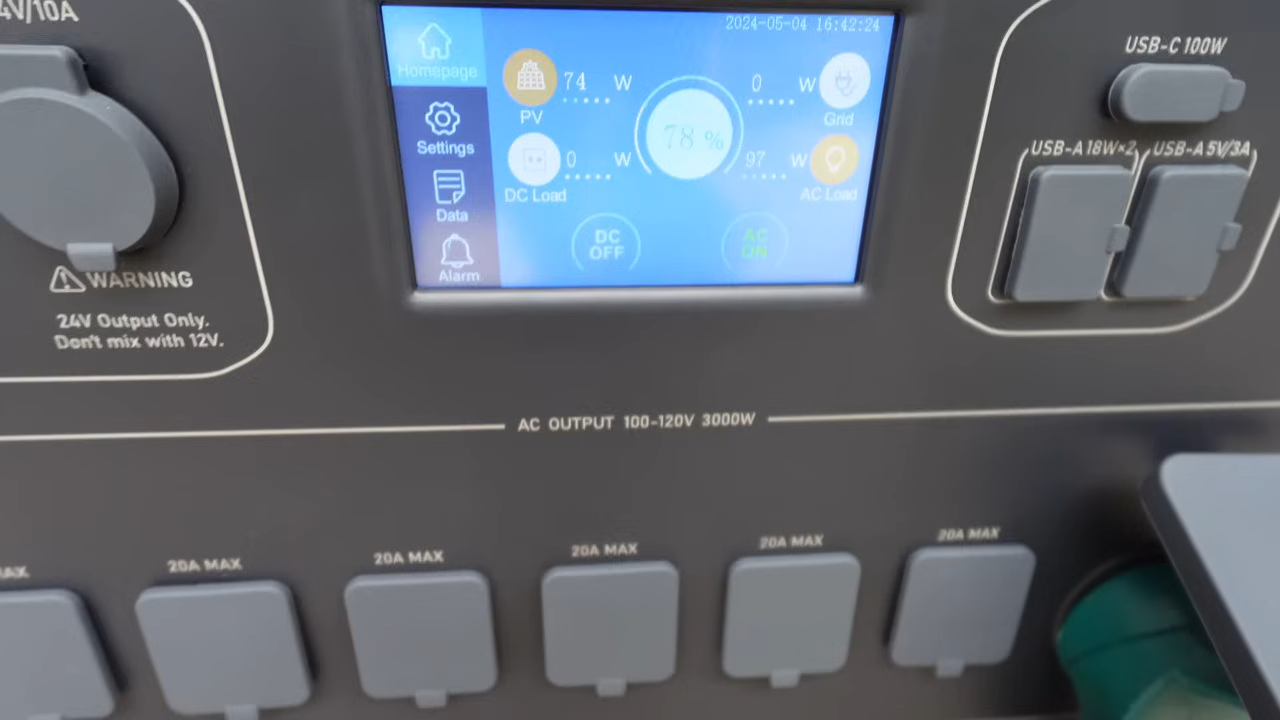 4V/10A
WARNING
24V Output Only.
Don't mix with 12V.
2024-05-04 16:42:24
Homepage
Settings
Data
Alarm
74 W
PV
0 W
Grid
78 %
0 W
DC Load
97 W
AC Load
DC OFF
AC ON
USB-C 100W
USB-A 18W×2
USB-A 5V/3A
AC OUTPUT 100-120V 3000W
AX
20A MAX
20A MAX
20A MAX
20A MAX
20A MAX